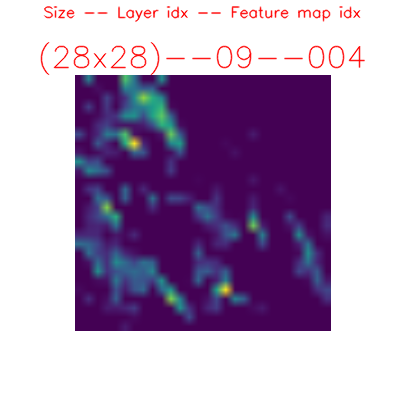 Size -- Layer idx -- Feature map idx
(28x28)--09--004